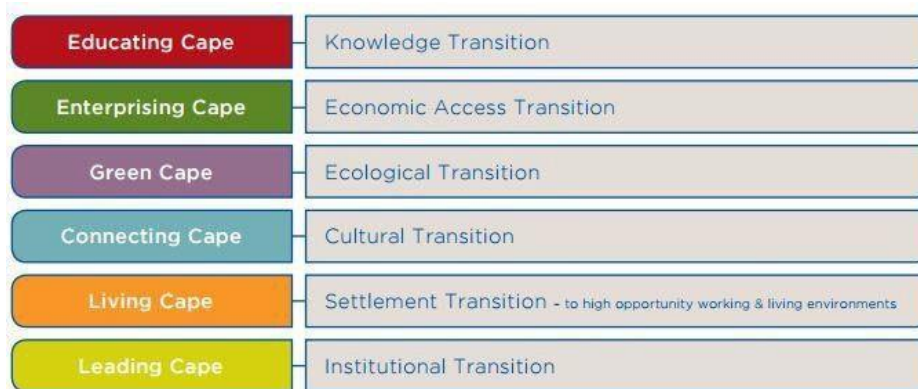 Educating Cape Knowledge Transition
Enterprising Cape Economic Access Transition
Green Cape Ecological Transition
Connecting Cape Cultural Transition
Living Cape Settlement Transition - to high opportunity working & living environments
Leading Cape Institutional Transition